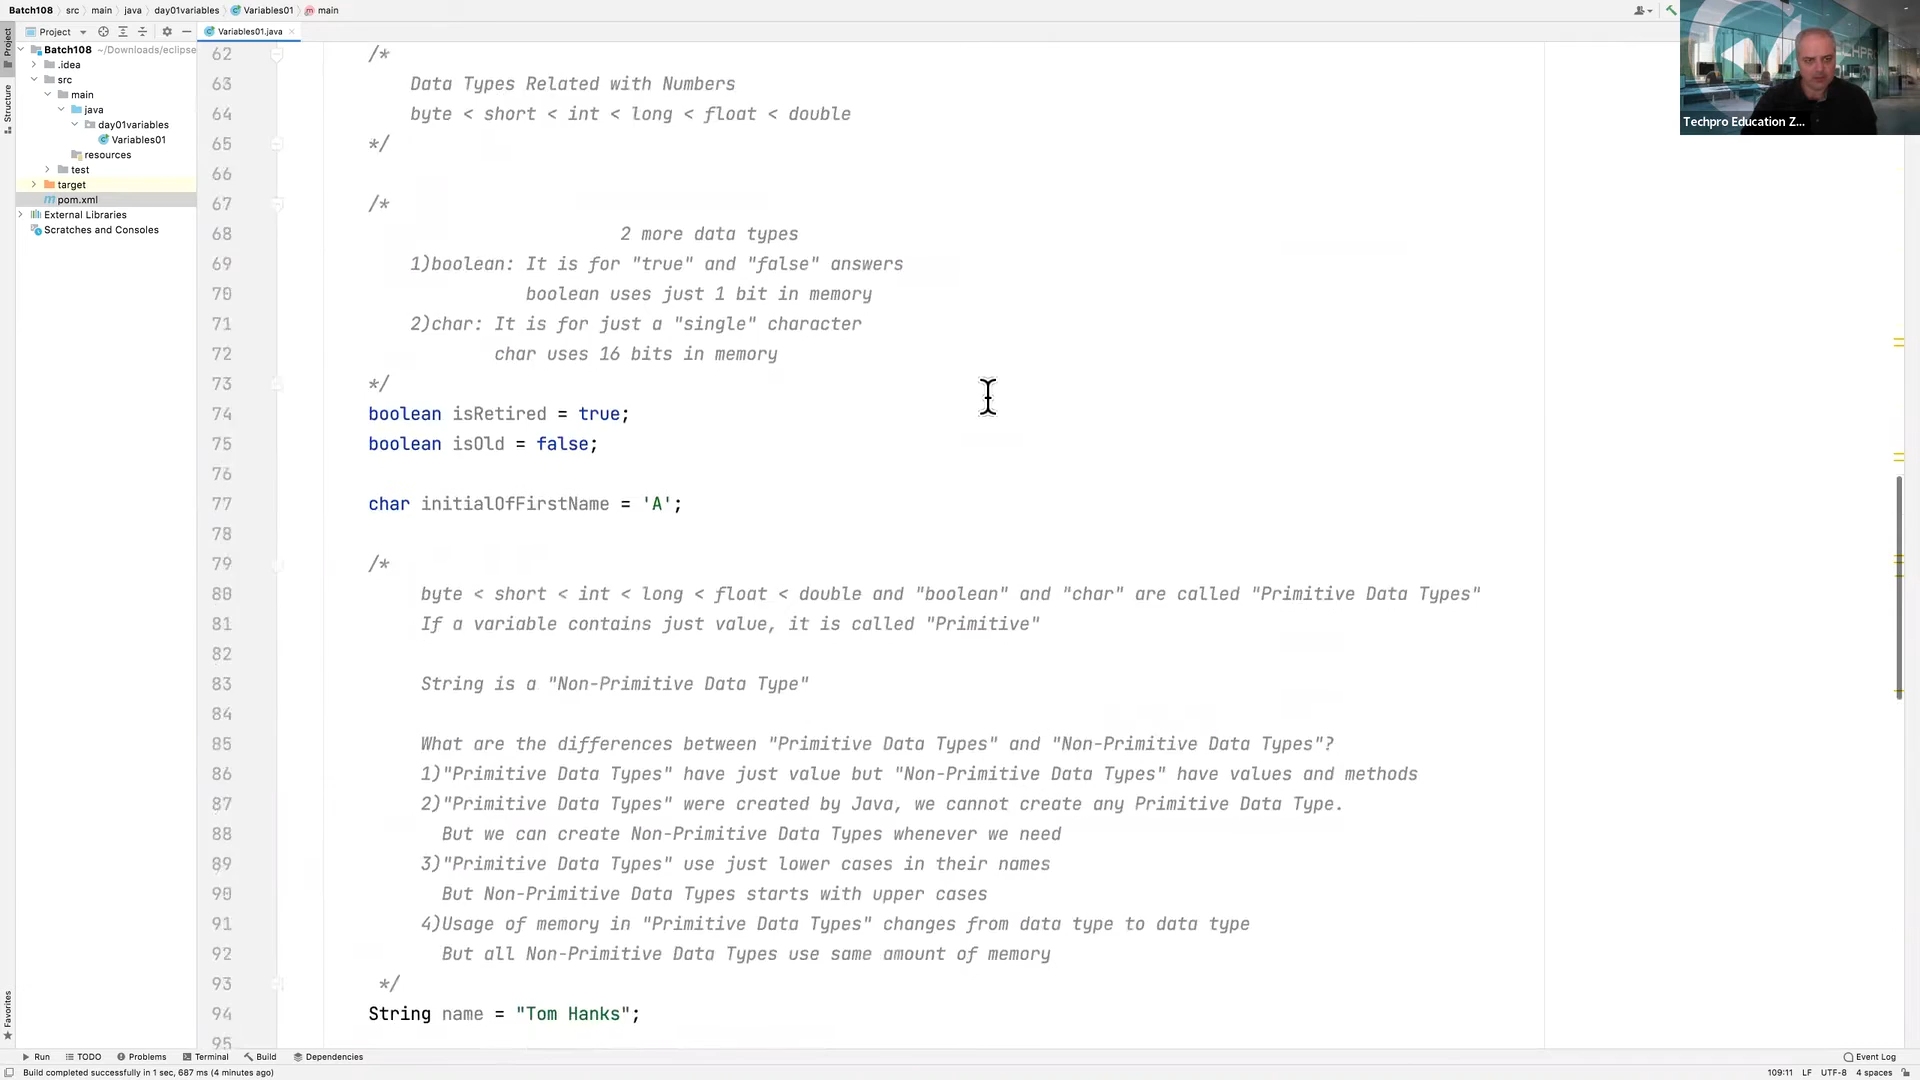 Batch108 src main java day01variables Variables01 main
Project
Variables01.java
Project
Structure
Favorites
Batch108 ~/Downloads/eclipse
.idea
src
main
java
day01variables
Variables01
resources
test
target
pom.xml
External Libraries
Scratches and Consoles
62 /*
63 Data Types Related with Numbers
64 byte < short < int < long < float < double
65 */
66
67 /*
68 2 more data types
69 1)boolean: It is for "true" and "false" answers
70 boolean uses just 1 bit in memory
71 2)char: It is for just a "single" character
72 char uses 16 bits in memory
73 */
74 boolean isRetired = true;
75 boolean isOld = false;
76
77 char initialOfFirstName = 'A';
78
79 /*
80 byte < short < int < long < float < double and "boolean" and "char" are called "Primitive Data Types"
81 If a variable contains just value, it is called "Primitive"
82
83 String is a "Non-Primitive Data Type"
84
85 What are the differences between "Primitive Data Types" and "Non-Primitive Data Types"?
86 1)"Primitive Data Types" have just value but "Non-Primitive Data Types" have values and methods
87 2)"Primitive Data Types" were created by Java, we cannot create any Primitive Data Type.
88 But we can create Non-Primitive Data Types whenever we need
89 3)"Primitive Data Types" use just lower cases in their names
90 But Non-Primitive Data Types starts with upper cases
91 4)Usage of memory in "Primitive Data Types" changes from data type to data type
92 But all Non-Primitive Data Types use same amount of memory
93 */
94 String name = "Tom Hanks";
95
Techpro Education Z...
Run TODO Problems Terminal Build Dependencies Event Log
Build completed successfully in 1 sec, 687 ms (4 minutes ago) 109:11 LF UTF-8 4 spaces